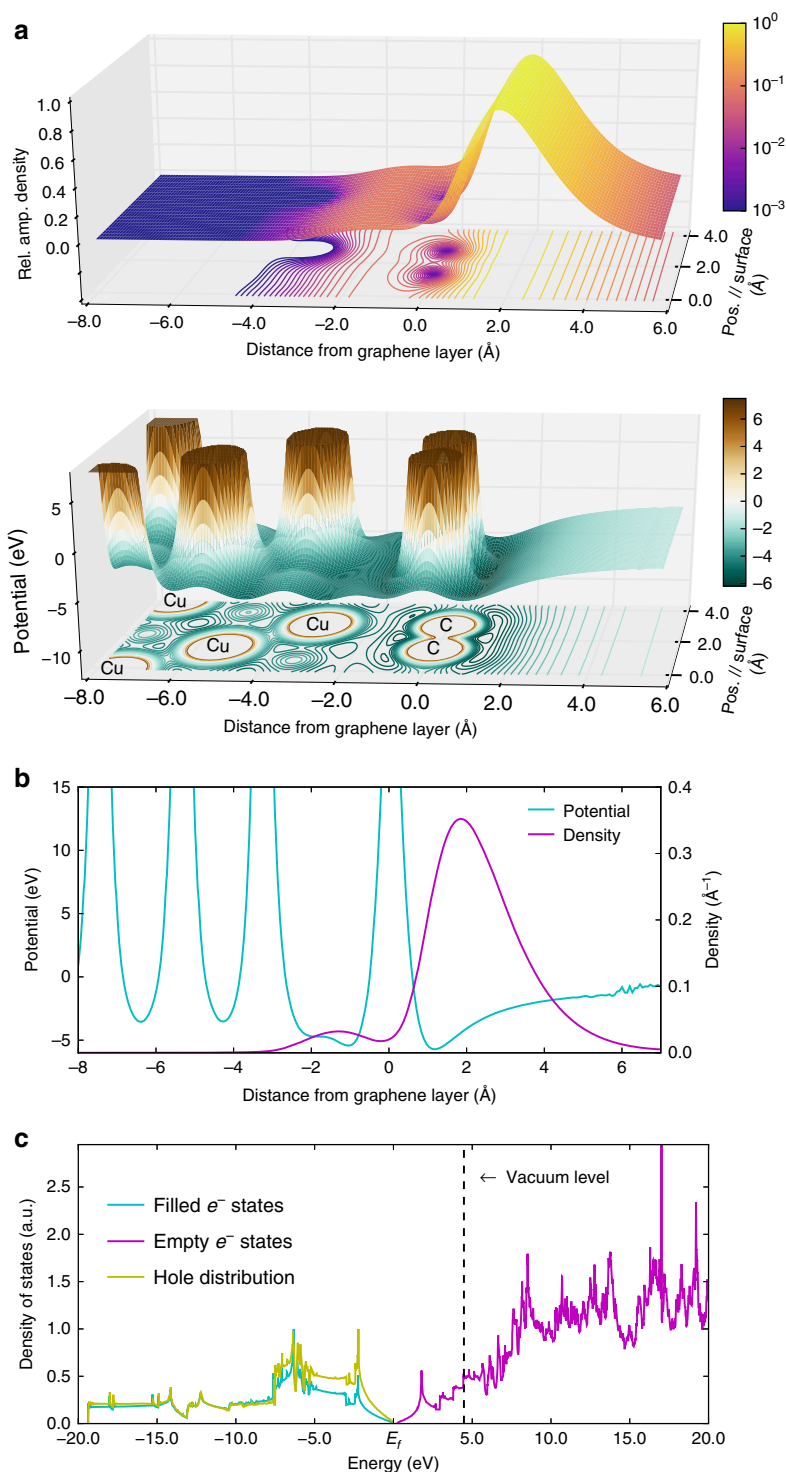 a
10⁰
10⁻¹
10⁻²
10⁻³
Rel. amp. density
1.0
0.8
0.6
0.4
0.2
0.0
4.0
2.0
0.0
Pos. // surface
(Å)
−8.0 −6.0 −4.0 −2.0 0.0 2.0 4.0 6.0
Distance from graphene layer (Å)
6
4
2
0
−2
−4
−6
Potential (eV)
5
0
−5
−10
Cu
Cu
Cu
Cu
C
C
4.0
2.0
0.0
Pos. // surface
(Å)
−8.0 −6.0 −4.0 −2.0 0.0 2.0 4.0 6.0
Distance from graphene layer (Å)
b
Potential (eV)
15
10
5
0
−5
Potential
Density
0.4
0.3
0.2
0.1
0.0
Density (Å⁻¹)
−8 −6 −4 −2 0 2 4 6
Distance from graphene layer (Å)
c
Density of states (a.u.)
2.5
2.0
1.5
1.0
0.5
0.0
Filled e⁻ states
Empty e⁻ states
Hole distribution
← Vacuum level
−20.0 −15.0 −10.0 −5.0 E_f 5.0 10.0 15.0 20.0
Energy (eV)